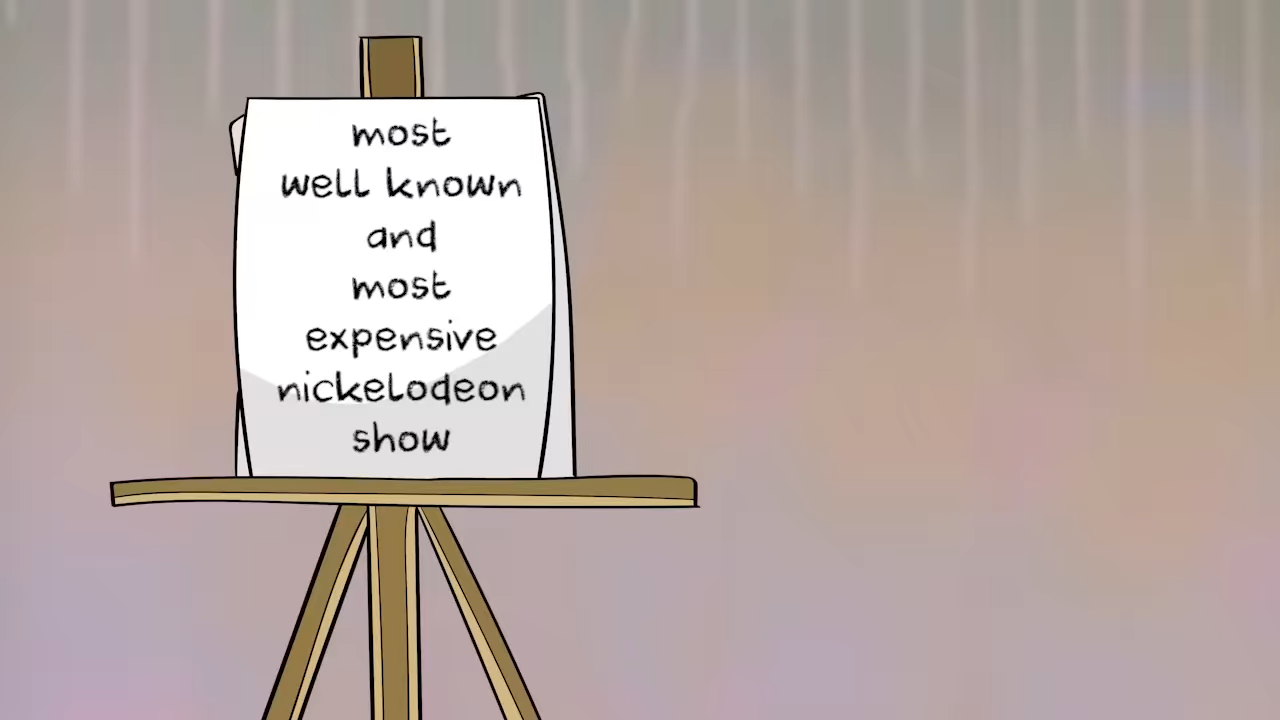 most
well known
and
most
expensive
nickelodeon
show